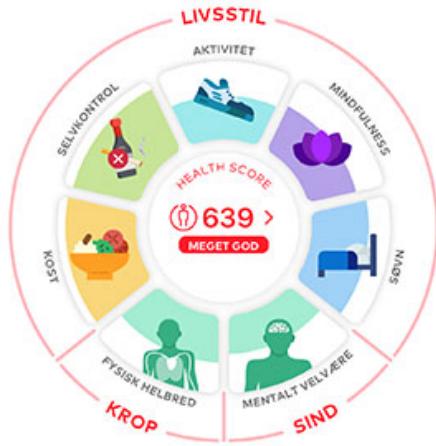 LIVSSTIL
AKTIVITET
MINDFULNESS
SØVN
MENTALT VELVÆRE
FYSISK HELBRED
KOST
SELVKONTROL
HEALTH SCORE
639 >
MEGET GOD
KROP
SIND